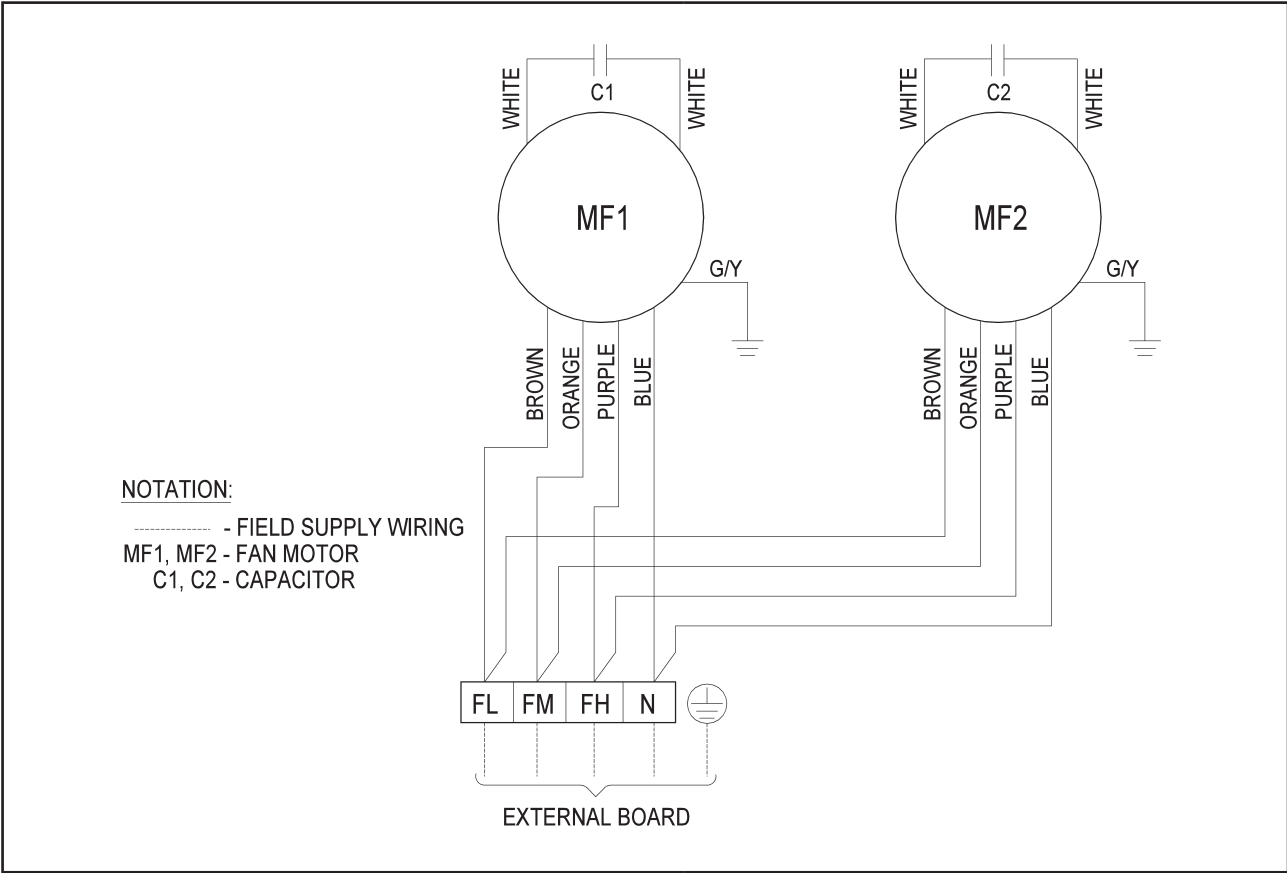 C1
WHITE
WHITE
C2
WHITE
WHITE
MF1
MF2
G/Y
G/Y
BROWN
ORANGE
PURPLE
BLUE
BROWN
ORANGE
PURPLE
BLUE
NOTATION:
- FIELD SUPPLY WIRING
MF1, MF2 - FAN MOTOR
C1, C2 - CAPACITOR
FL FM FH N
EXTERNAL BOARD